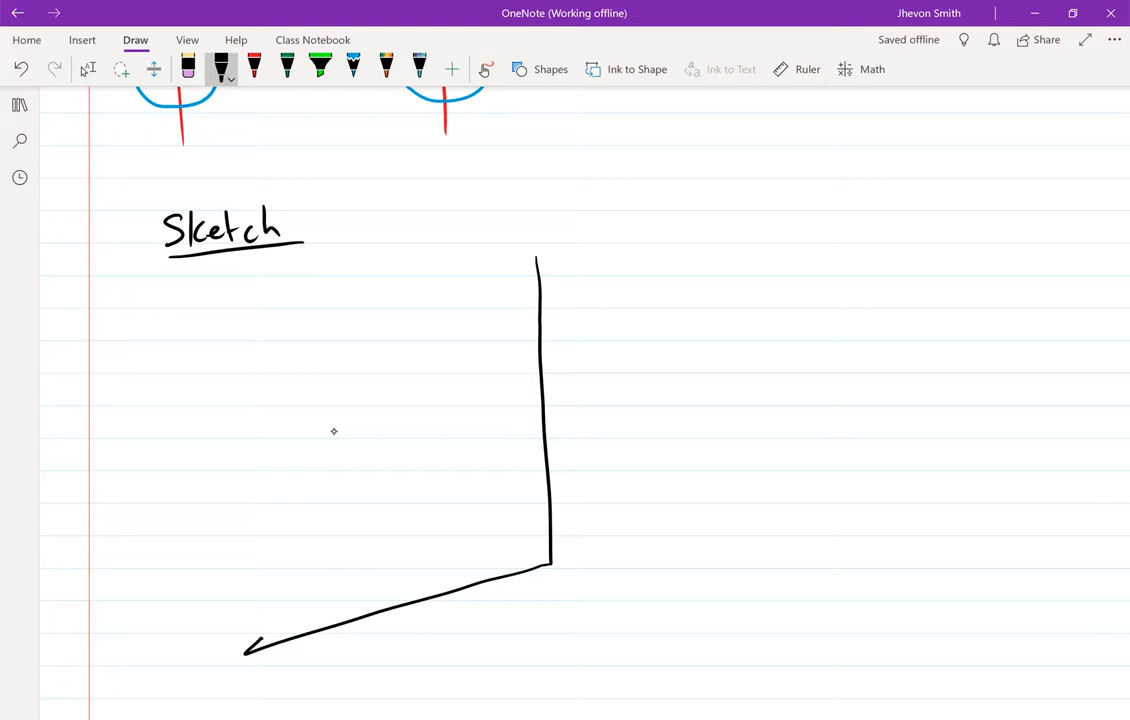 OneNote (Working offline)
Jhevon Smith
Home Insert Draw View Help Class Notebook
Saved offline Share
Shapes Ink to Shape Ink to Text Ruler Math
Sketch